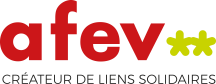 afev
CRÉATEUR DE LIENS SOLIDAIRES